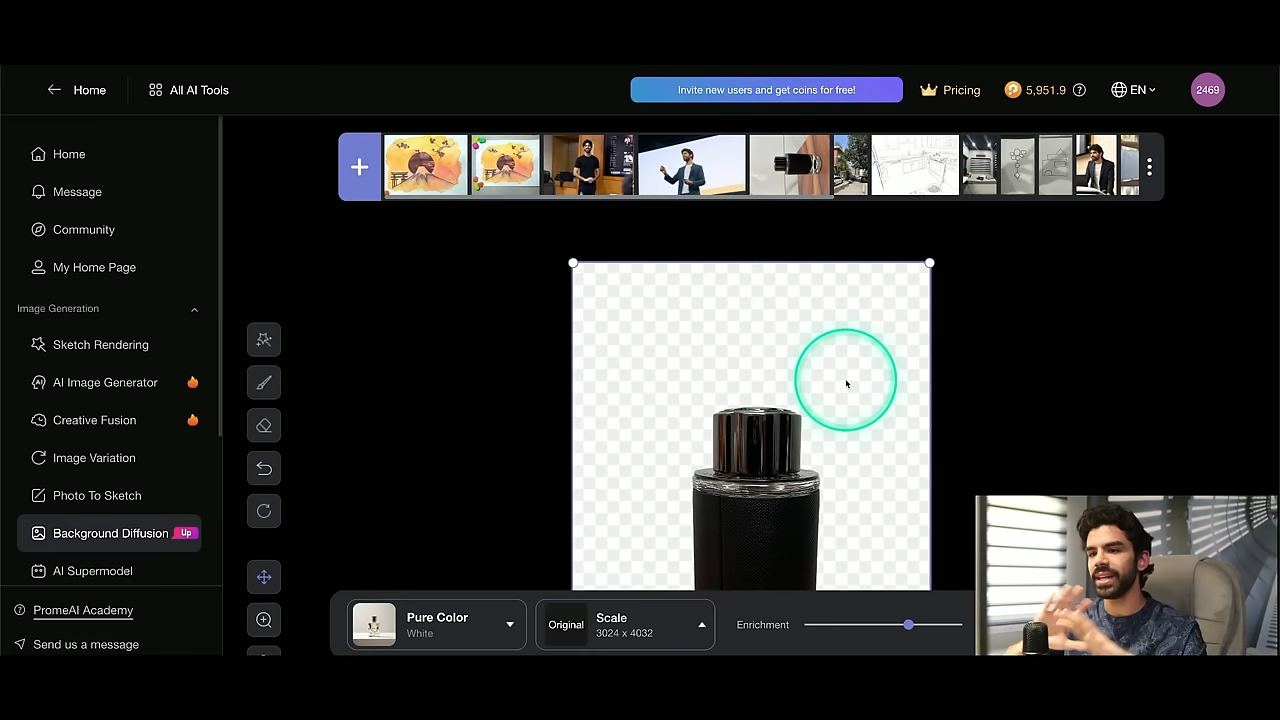 Home
All AI Tools
Invite new users and get coins for free!
Pricing
5,951.9
EN
2469
Home
Message
Community
My Home Page
Image Generation
Sketch Rendering
AI Image Generator
Creative Fusion
Image Variation
Photo To Sketch
Background Diffusion Up
AI Supermodel
PromeAI Academy
Send us a message
Pure Color
White
Original
Scale
3024 x 4032
Enrichment